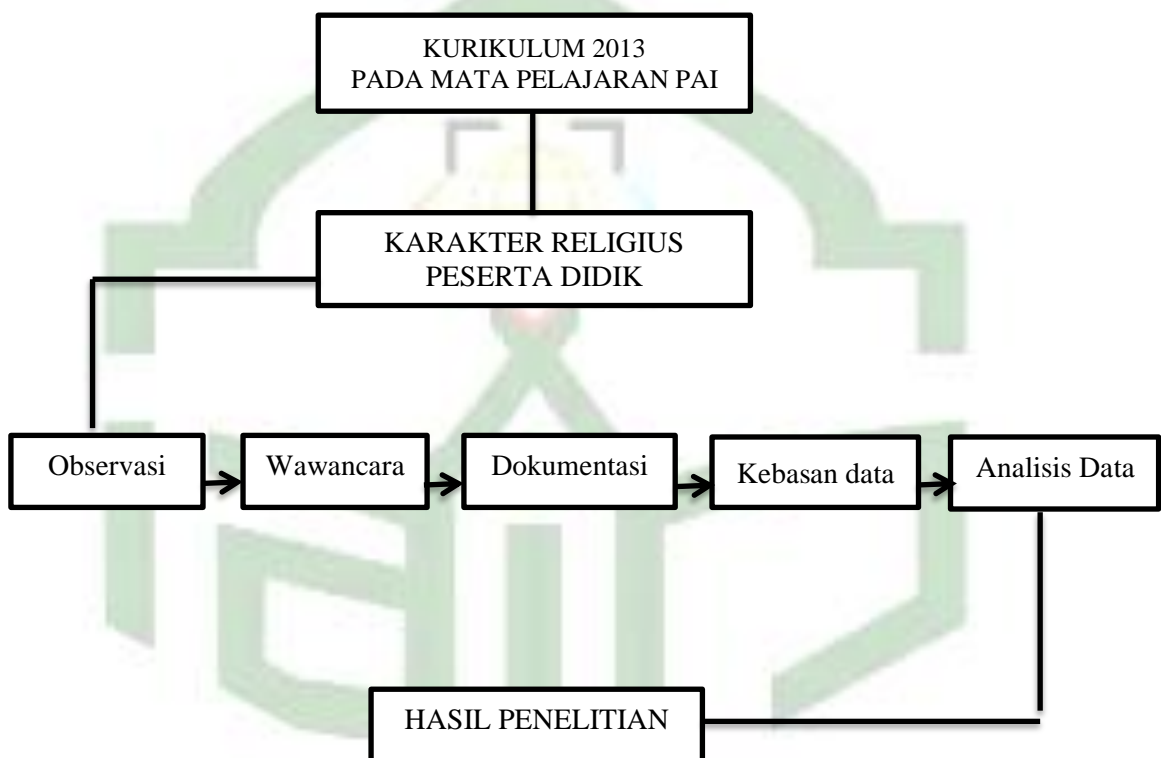 KURIKULUM 2013
PADA MATA PELAJARAN PAI
KARAKTER RELIGIUS
PESERTA DIDIK
Observasi
Wawancara
Dokumentasi
Kebasan data
Analisis Data
HASIL PENELITIAN